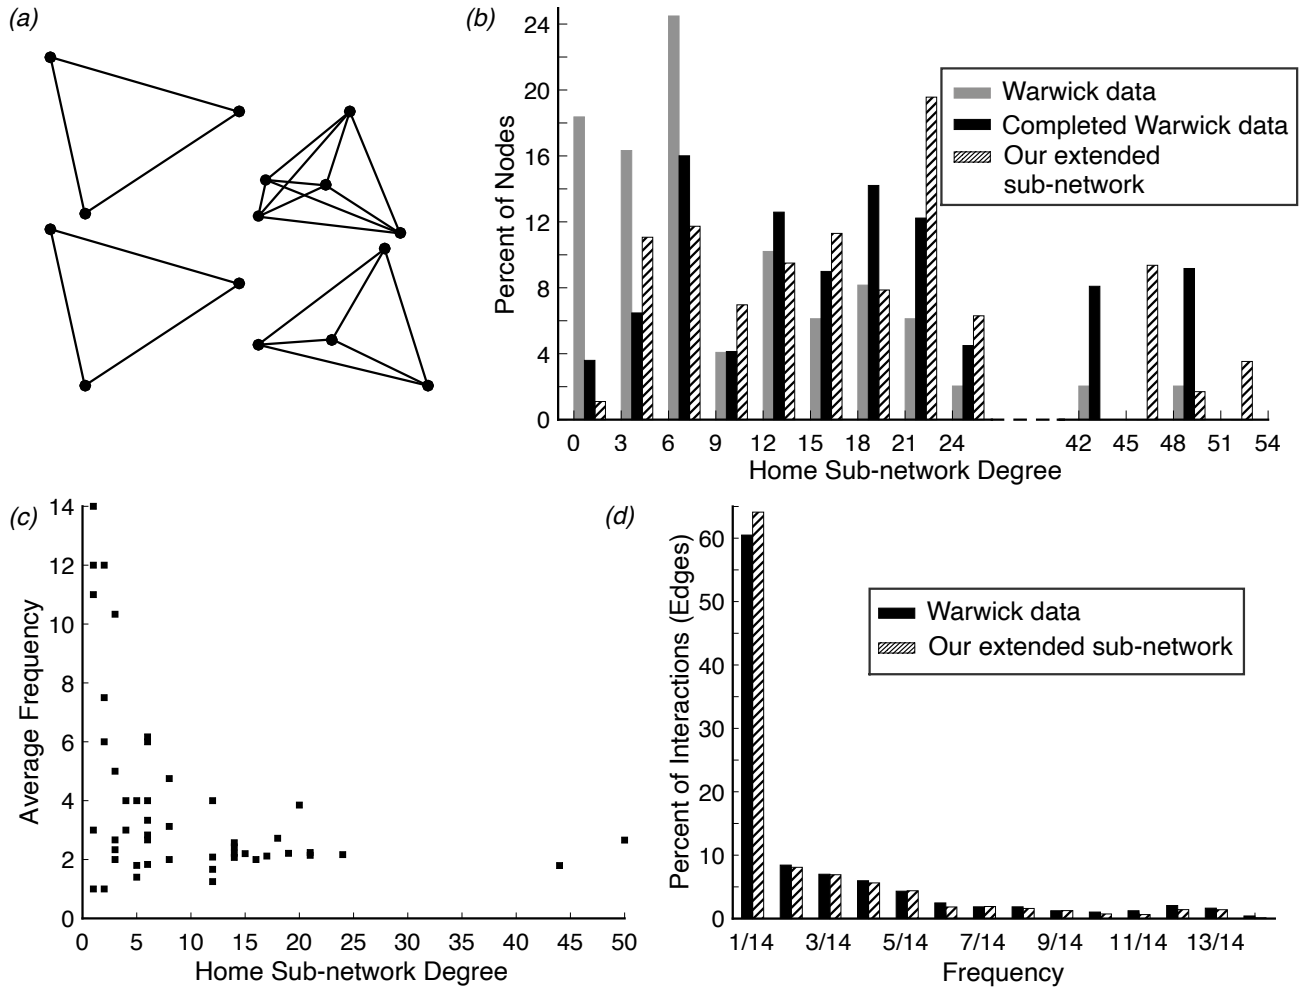 (a)
(b)
Percent of Nodes
24
20
16
12
8
4
0
Warwick data
Completed Warwick data
Our extended
sub-network
0 3 6 9 12 15 18 21 24 42 45 48 51 54
Home Sub-network Degree
(c)
Average Frequency
14
12
10
8
6
4
2
0
0 5 10 15 20 25 30 35 40 45 50
Home Sub-network Degree
(d)
Percent of Interactions (Edges)
60
50
40
30
20
10
0
Warwick data
Our extended sub-network
1/14 3/14 5/14 7/14 9/14 11/14 13/14
Frequency